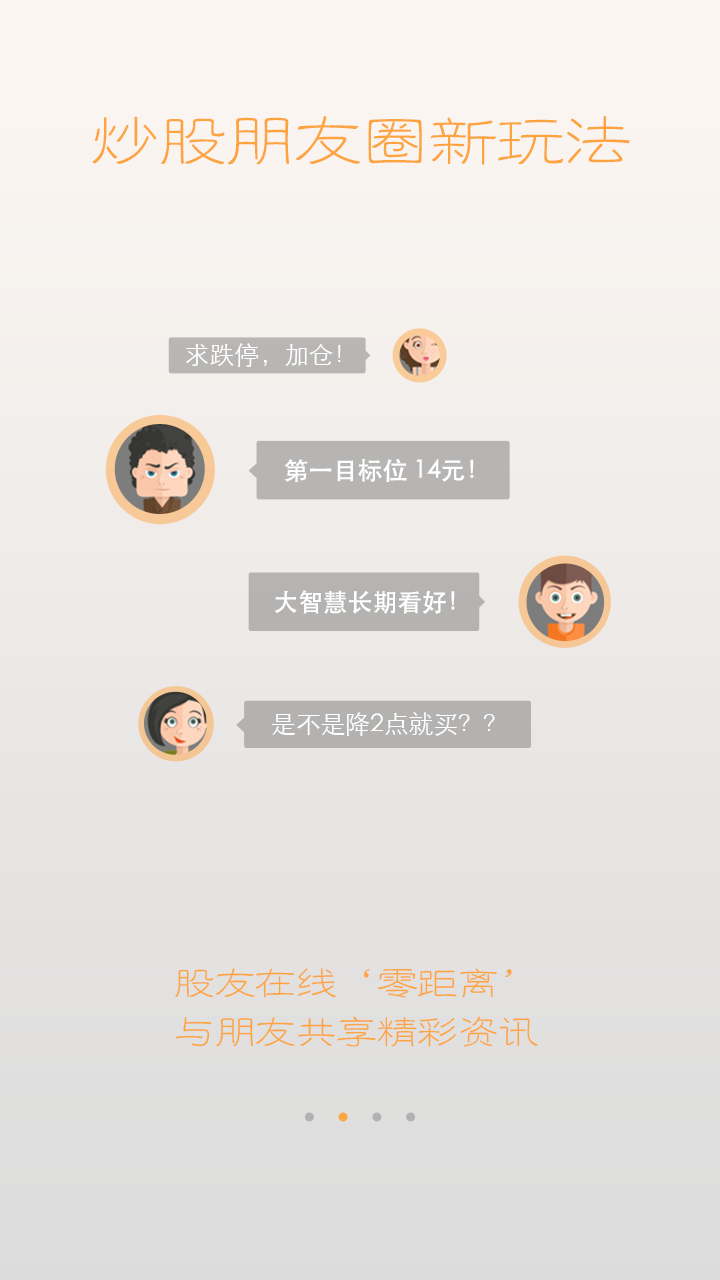 炒股朋友圈新玩法
求跌停，加仓！
第一目标位 14元！
大智慧长期看好！
是不是降2点就买？？
股友在线‘零距离’
与朋友共享精彩资讯